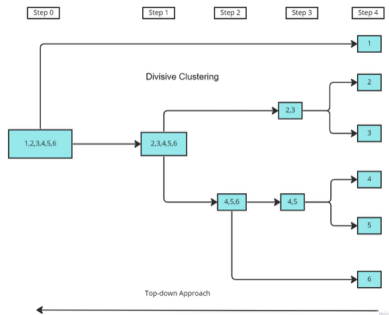 Step 0
Step 1
Step 2
Step 3
Step 4
1
Divisive Clustering
2
2,3
1,2,3,4,5,6
2,3,4,5,6
3
4
4,5,6
4,5
5
6
Top-down Approach